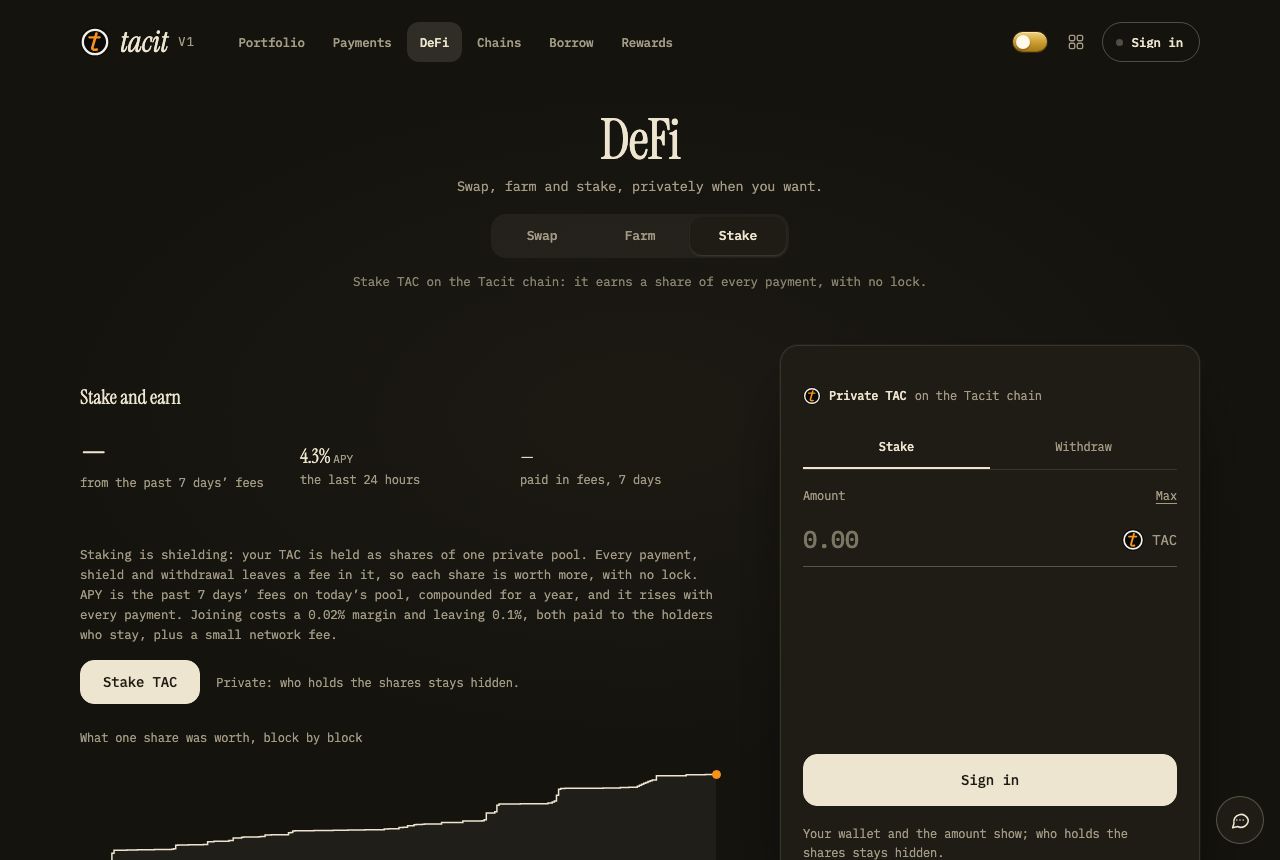 tacit V1
Portfolio
Payments
DeFi
Chains
Borrow
Rewards
Sign in
DeFi
Swap, farm and stake, privately when you want.
Swap
Farm
Stake
Stake TAC on the Tacit chain: it earns a share of every payment, with no lock.
Stake and earn
—
from the past 7 days’ fees
4.3% APY
the last 24 hours
—
paid in fees, 7 days
Staking is shielding: your TAC is held as shares of one private pool. Every payment,
shield and withdrawal leaves a fee in it, so each share is worth more, with no lock.
APY is the past 7 days’ fees on today’s pool, compounded for a year, and it rises with
every payment. Joining costs a 0.02% margin and leaving 0.1%, both paid to the holders
who stay, plus a small network fee.
Stake TAC
Private: who holds the shares stays hidden.
What one share was worth, block by block
Private TAC on the Tacit chain
Stake
Withdraw
Amount
Max
0.00
TAC
Sign in
Your wallet and the amount show; who holds the
shares stays hidden.